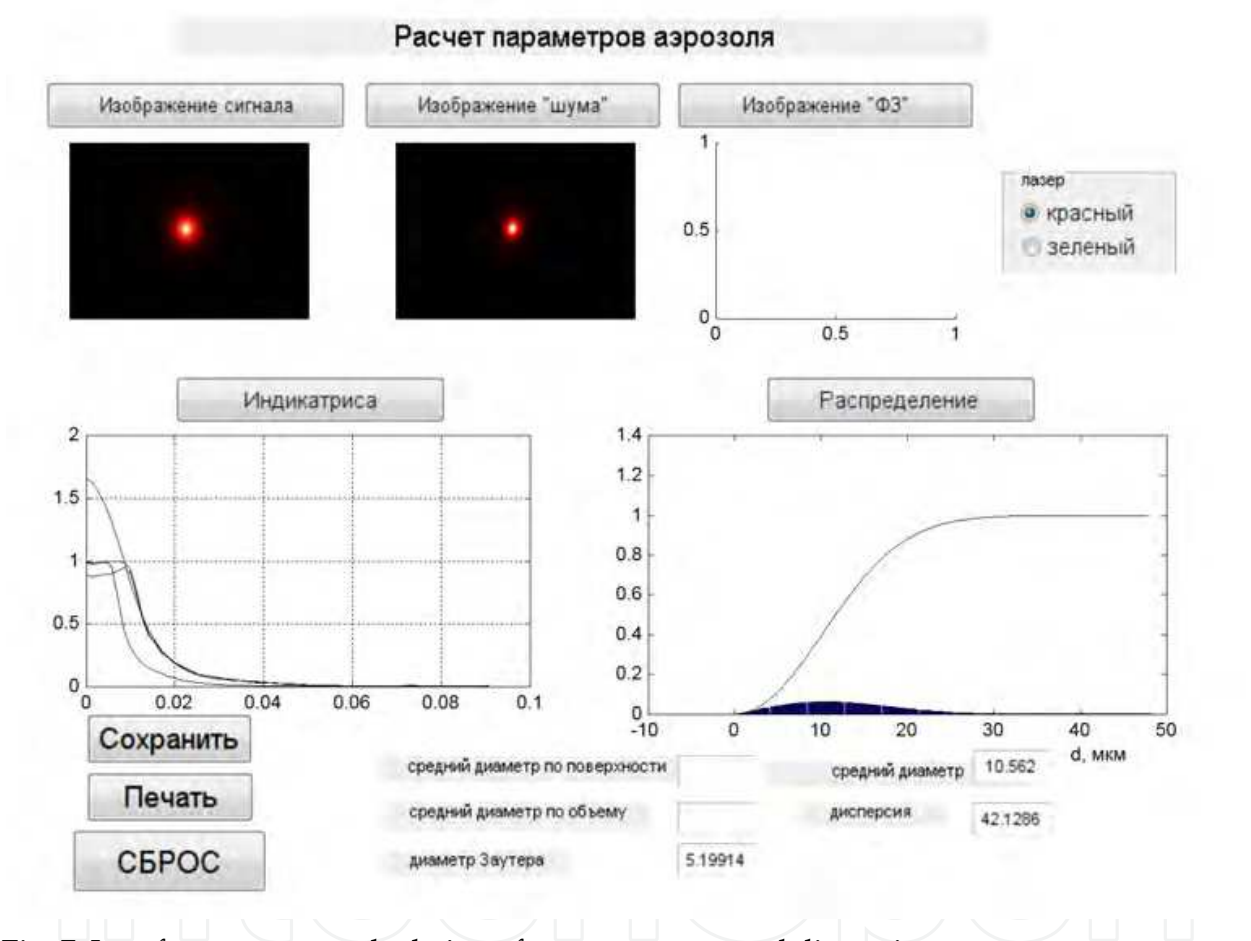 Расчет параметров аэрозоля
Изображение сигнала
Изображение "шума"
Изображение "ФЗ"
1
0.5
0
0 0.5 1
лазер
красный
зеленый
Индикатриса
2
1.5
1
0.5
0
0 0.02 0.04 0.06 0.08 0.1
Распределение
1.4
1.2
1
0.8
0.6
0.4
0.2
0
-10 0 10 20 30 40 50
d, мкм
Сохранить
Печать
СБРОС
средний диаметр по поверхности
средний диаметр по объему
диаметр Заутера 5.19914
средний диаметр 10.562
дисперсия 42.1286